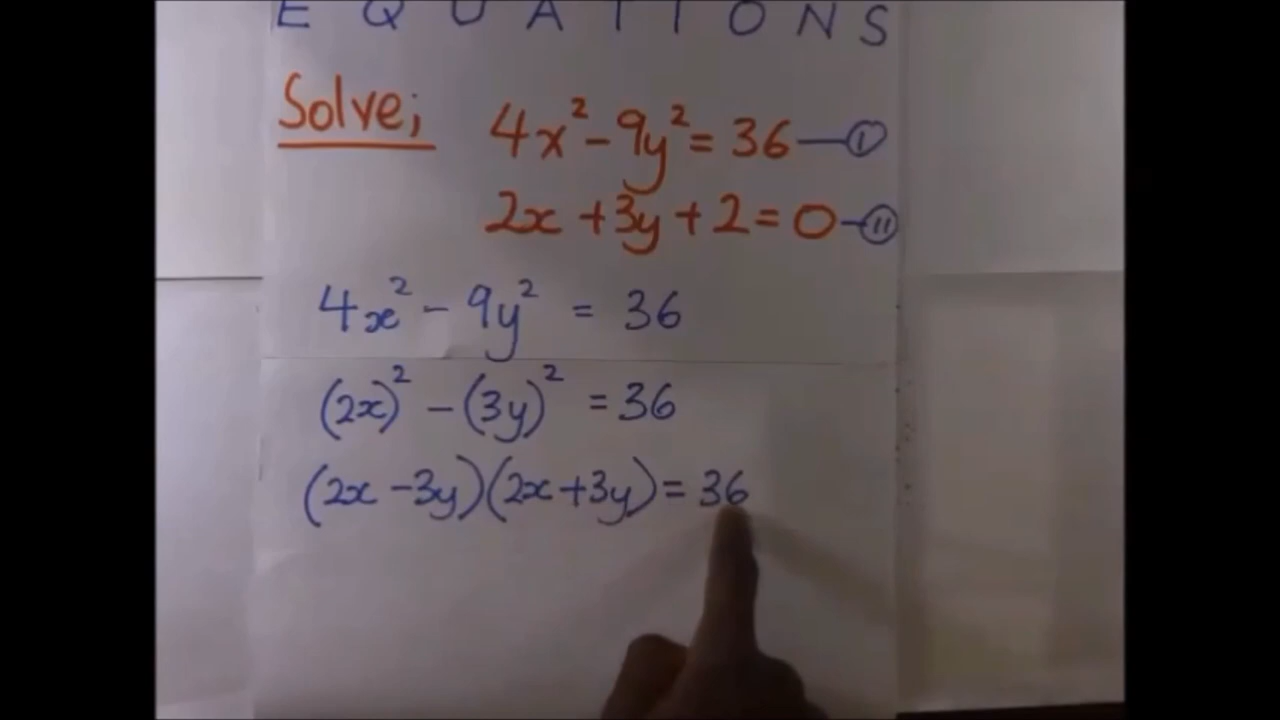 E Q U A T I O N S
Solve; 4x² - 9y² = 36 — (I)
2x + 3y + 2 = 0 - (II)
4x² - 9y² = 36
(2x)² - (3y)² = 36
(2x - 3y)(2x + 3y) = 36